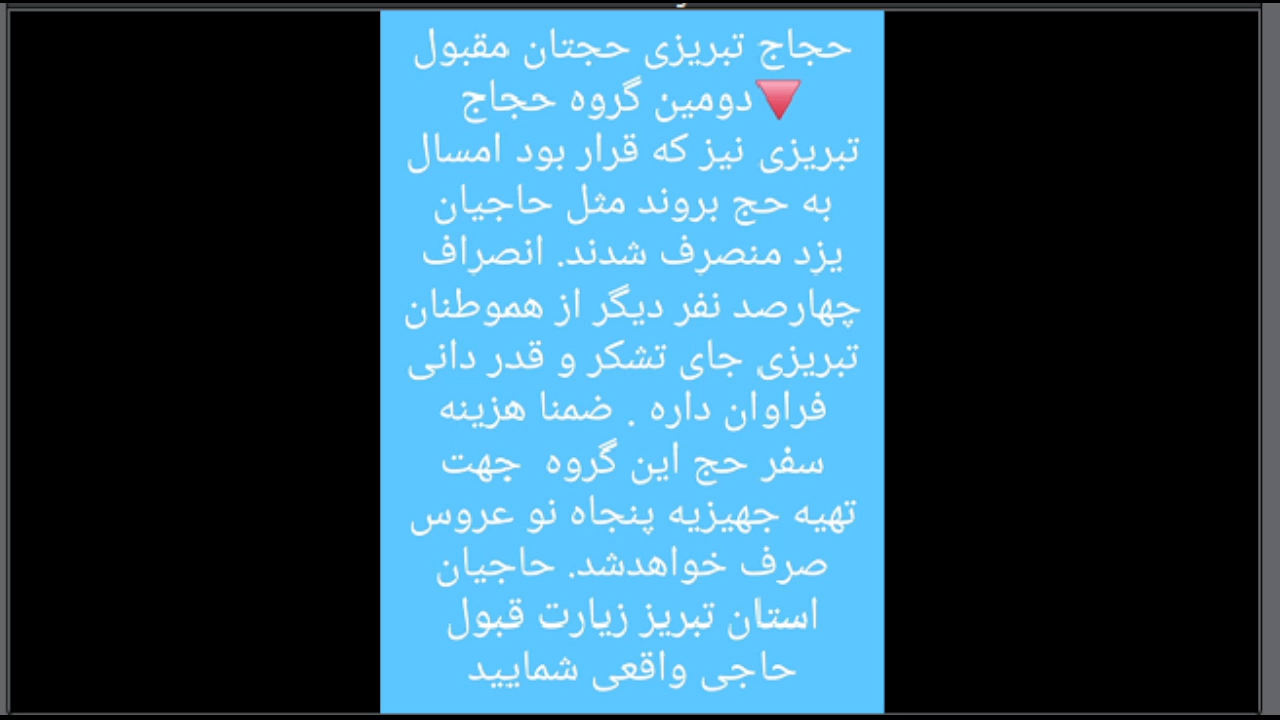 حجاج تبریزی حجتان مقبول
🔻دومین گروه حجاج
تبریزی نیز که قرار بود امسال
به حج بروند مثل حاجیان
یزد منصرف شدند. انصراف
چهارصد نفر دیگر از هموطنان
تبریزی جای تشکر و قدر دانی
فراوان داره . ضمنا هزینه
سفر حج این گروه جهت
تهیه جهیزیه پنجاه نو عروس
صرف خواهدشد. حاجیان
استان تبریز زیارت قبول
حاجی واقعی شمایید